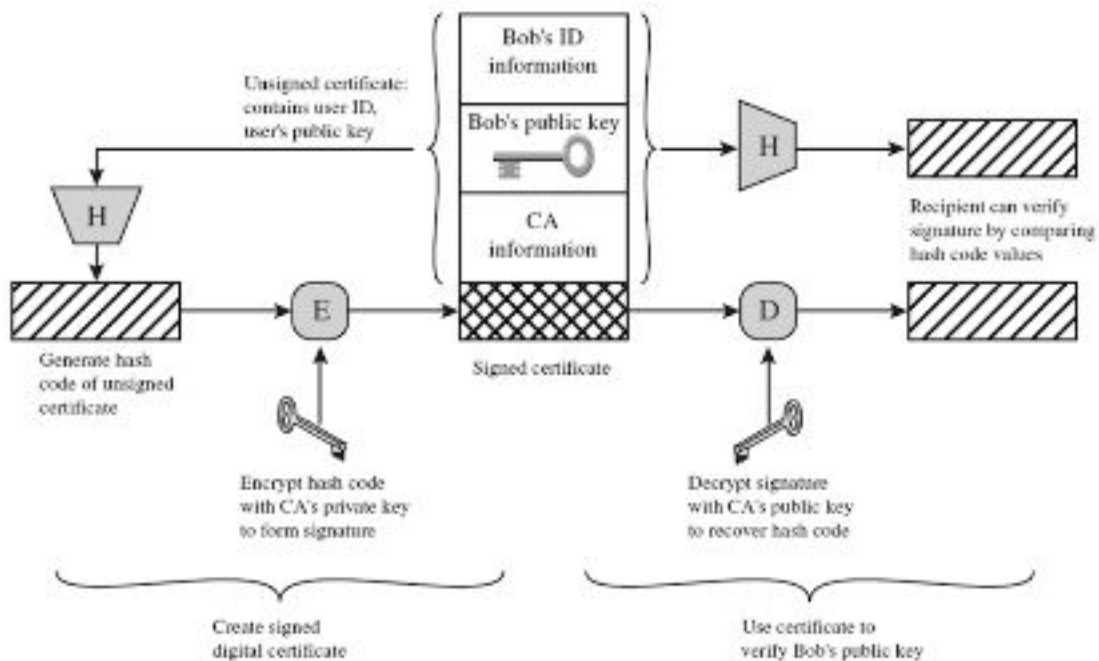 Bob's ID
information
Unsigned certificate:
contains user ID,
user's public key
Bob's public key
H
H
CA
information
Recipient can verify
signature by comparing
hash code values
E
D
Generate hash
code of unsigned
certificate
Signed certificate
Encrypt hash code
with CA's private key
to form signature
Decrypt signature
with CA's public key
to recover hash code
Create signed
digital certificate
Use certificate to
verify Bob's public key